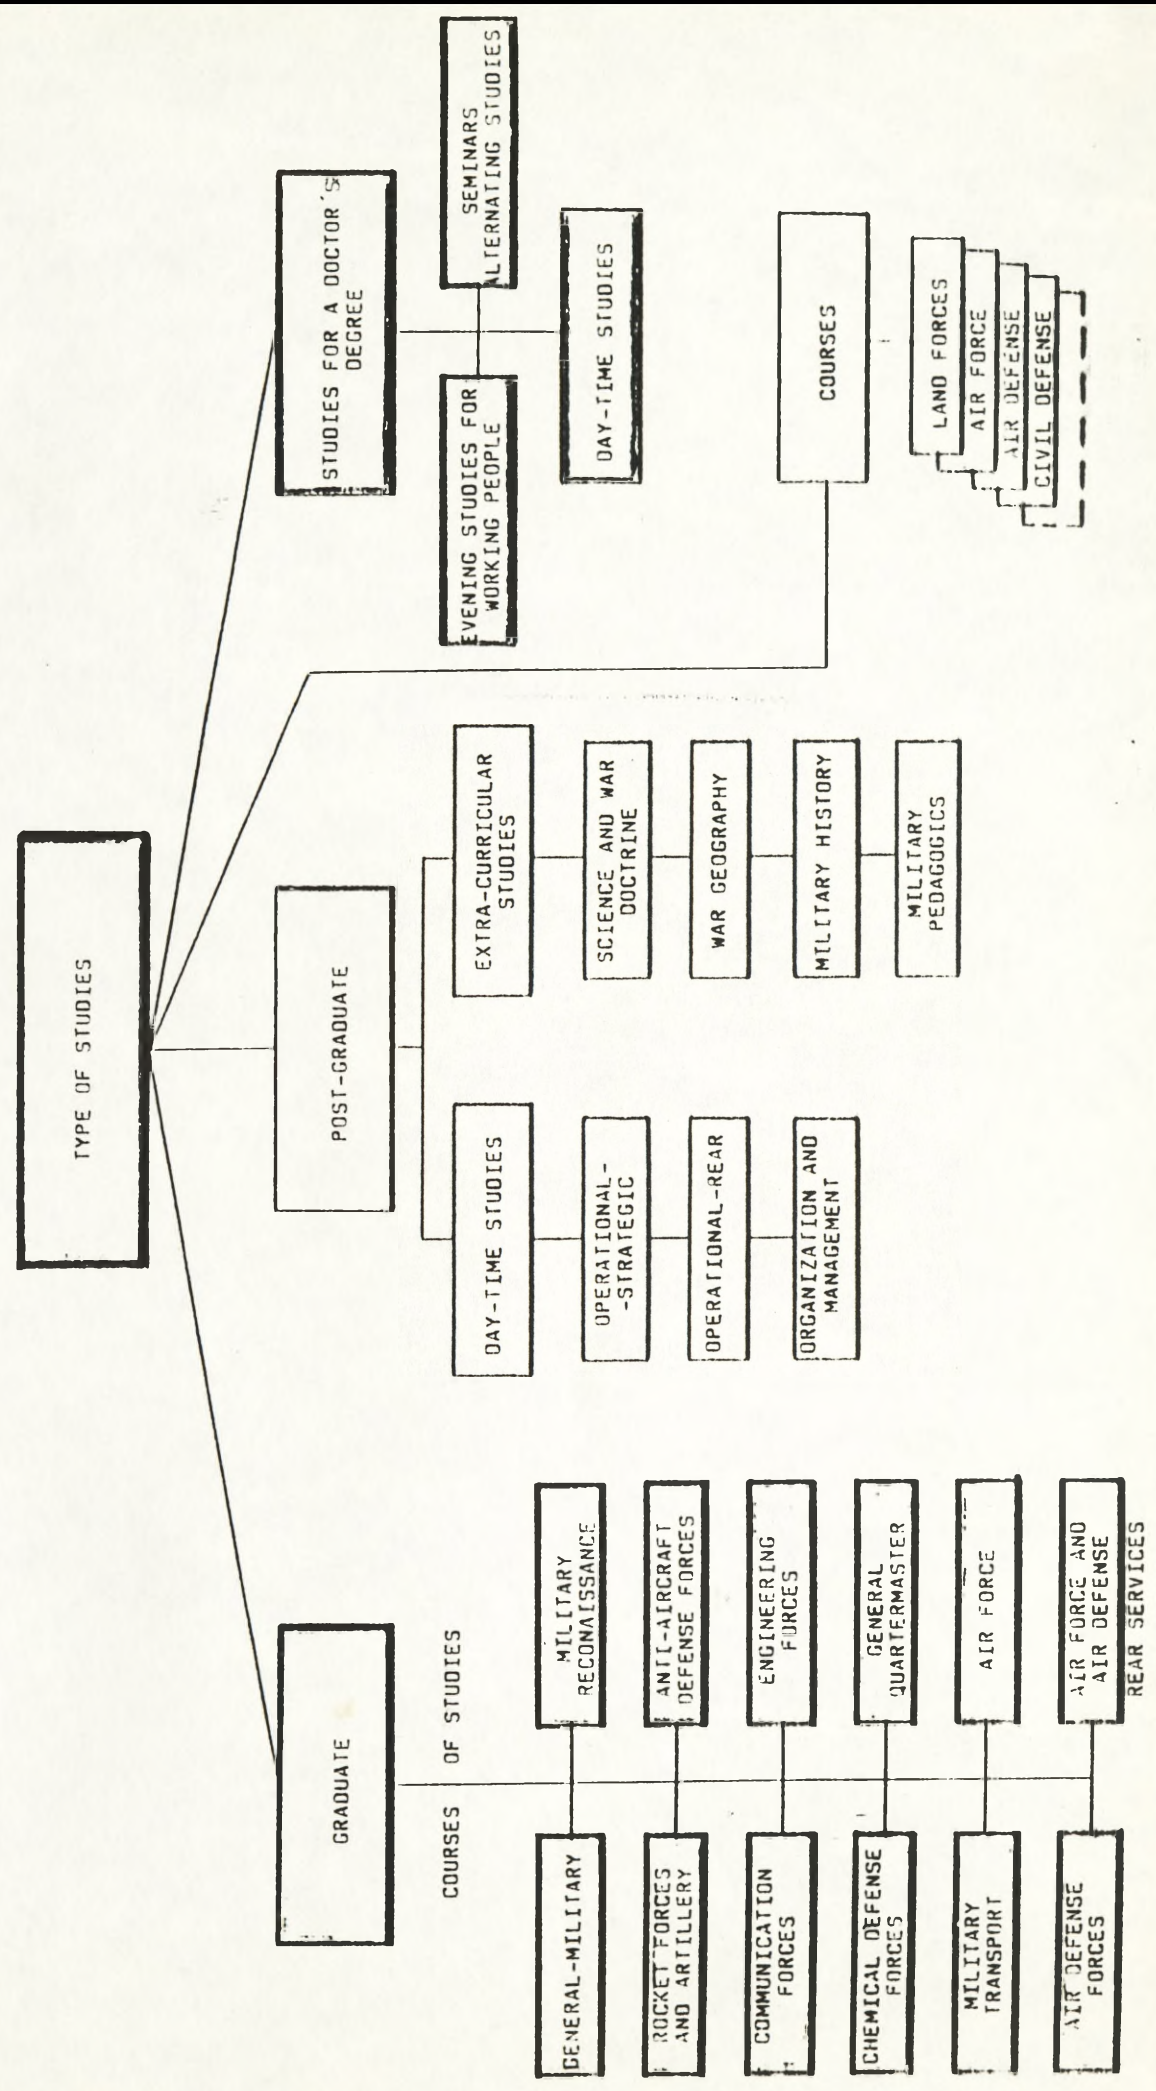 TYPE OF STUDIES
GRADUATE
COURSES OF STUDIES
GENERAL-MILITARY
MILITARY
RECONAISSANCE
ROCKET FORCES
AND ARTILLERY
ANTI-AIRCRAFT
DEFENSE FORCES
COMMUNICATION
FORCES
ENGINEERING
FORCES
CHEMICAL DEFENSE
FORCES
GENERAL
QUARTERMASTER
MILITARY
TRANSPORT
AIR FORCE
AIR DEFENSE
FORCES
AIR FORCE AND
AIR DEFENSE
REAR SERVICES
POST-GRADUATE
DAY-TIME STUDIES
OPERATIONAL-
-STRATEGIC
OPERATIONAL-REAR
ORGANIZATION AND
MANAGEMENT
EXTRA-CURRICULAR
STUDIES
SCIENCE AND WAR
DOCTRINE
WAR GEOGRAPHY
MILITARY HISTORY
MILITARY
PEDAGOGICS
STUDIES FOR A DOCTOR'S
DEGREE
EVENING STUDIES FOR
WORKING PEOPLE
SEMINARS
ALTERNATING STUDIES
DAY-TIME STUDIES
COURSES
LAND FORCES
AIR FORCE
AIR DEFENSE
CIVIL DEFENSE